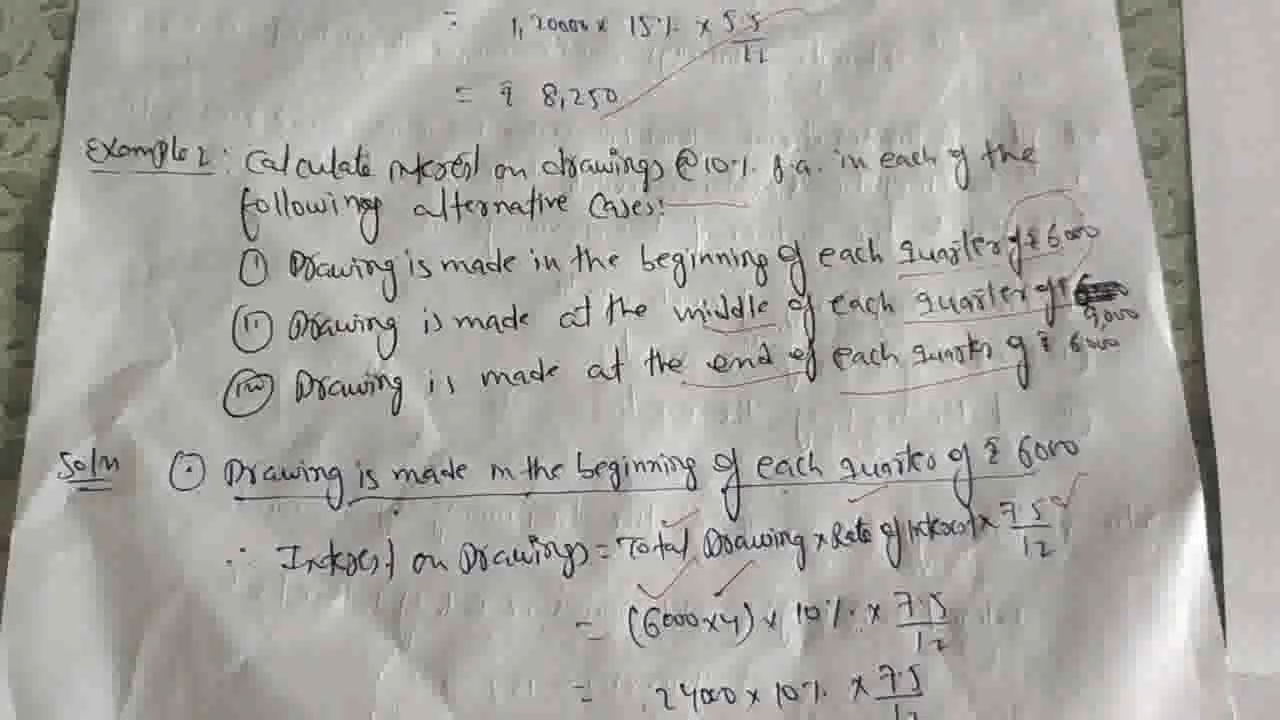 = 1,20000 x 15% x 5.5/12
= ₹ 8,250
Example 2: Calculate interest on drawings @10% p.a. in each of the
following alternative Cases:
(i) Drawing is made in the beginning of each quarter of ₹ 6000
(ii) Drawing is made at the middle of each quarter of ₹ 9,000
(iii) Drawing is made at the end of each quarter of ₹ 6000
Soln (i) Drawing is made in the beginning of each quarter of ₹ 6000
∴ Interest on Drawings = Total Drawing x Rate of Interest x 7.5/12
= (6000x4) x 10% x 7.5/12
= 24000 x 10% x 7.5/12